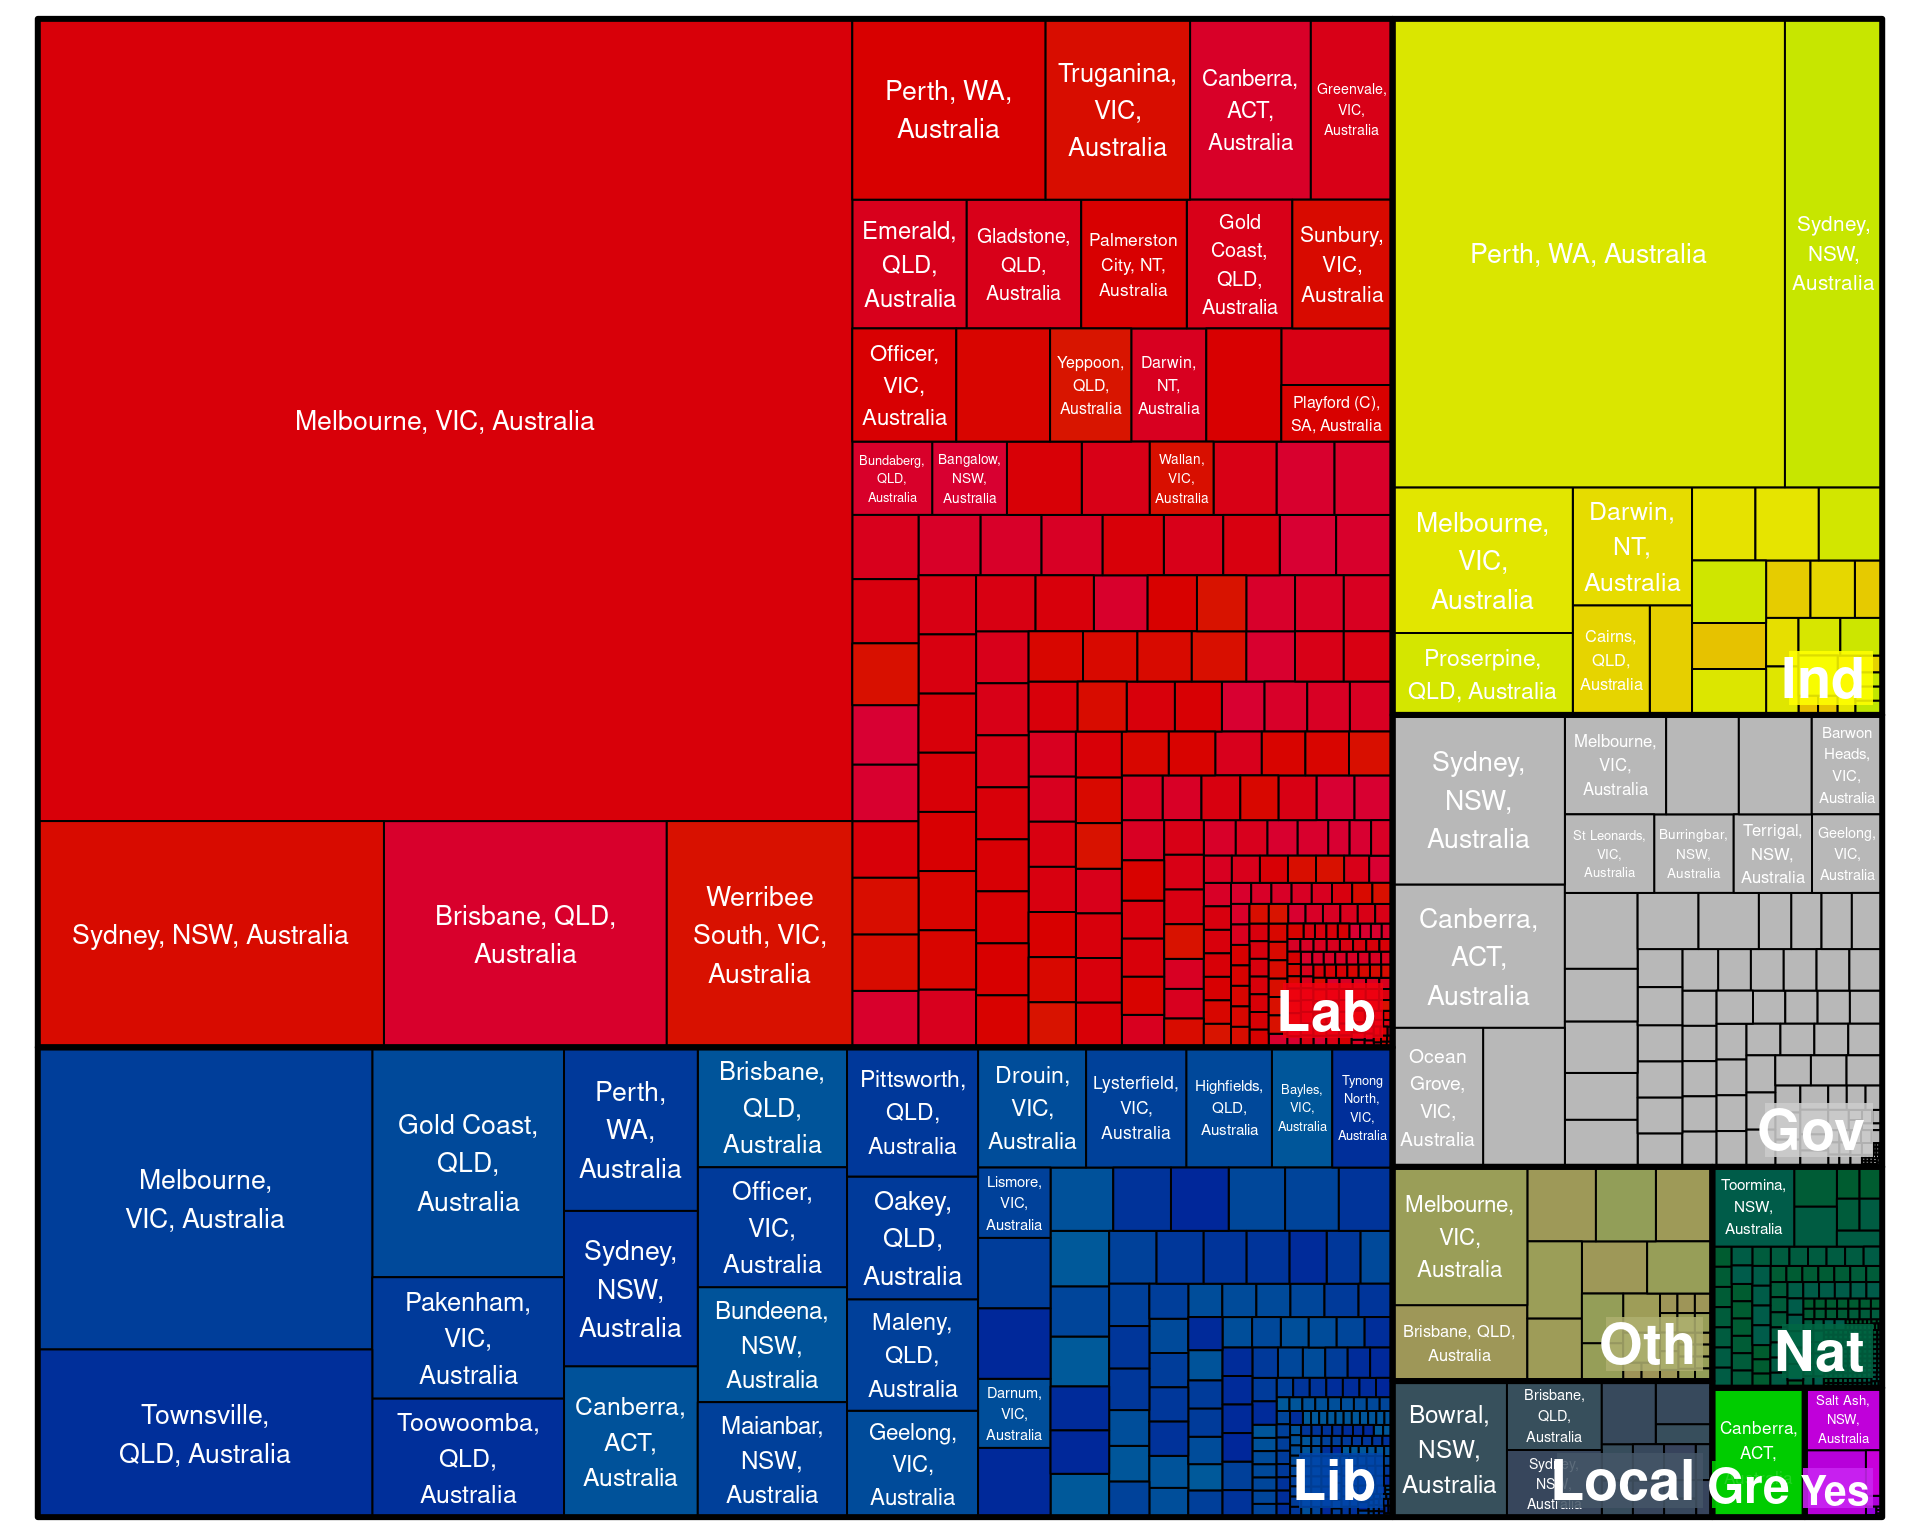 Melbourne, VIC, Australia
Sydney, NSW, Australia
Brisbane, QLD,
Australia
Werribee
South, VIC,
Australia
Perth, WA,
Australia
Truganina,
VIC,
Australia
Canberra,
ACT,
Australia
Greenvale,
VIC,
Australia
Emerald,
QLD,
Australia
Gladstone,
QLD,
Australia
Palmerston
City, NT,
Australia
Gold
Coast,
QLD,
Australia
Sunbury,
VIC,
Australia
Officer,
VIC,
Australia
Yeppoon,
QLD,
Australia
Darwin,
NT,
Australia
Playford (C),
SA, Australia
Bundaberg,
QLD,
Australia
Bangalow,
NSW,
Australia
Wallan,
VIC,
Australia
Lab
Perth, WA, Australia
Sydney,
NSW,
Australia
Melbourne,
VIC,
Australia
Darwin,
NT,
Australia
Proserpine,
QLD, Australia
Cairns,
QLD,
Australia
Ind
Sydney,
NSW,
Australia
Melbourne,
VIC,
Australia
Barwon
Heads,
VIC,
Australia
St Leonards,
VIC,
Australia
Burringbar,
NSW,
Australia
Terrigal,
NSW,
Australia
Geelong,
VIC,
Australia
Canberra,
ACT,
Australia
Ocean
Grove,
VIC,
Australia
Gov
Melbourne,
VIC, Australia
Townsville,
QLD, Australia
Gold Coast,
QLD,
Australia
Pakenham,
VIC,
Australia
Toowoomba,
QLD,
Australia
Perth,
WA,
Australia
Sydney,
NSW,
Australia
Canberra,
ACT,
Australia
Brisbane,
QLD,
Australia
Officer,
VIC,
Australia
Bundeena,
NSW,
Australia
Maianbar,
NSW,
Australia
Pittsworth,
QLD,
Australia
Oakey,
QLD,
Australia
Maleny,
QLD,
Australia
Geelong,
VIC,
Australia
Drouin,
VIC,
Australia
Lysterfield,
VIC,
Australia
Highfields,
QLD,
Australia
Bayles,
VIC,
Australia
Tynong
North,
VIC,
Australia
Lismore,
VIC,
Australia
Darnum,
VIC,
Australia
Lib
Melbourne,
VIC,
Australia
Brisbane, QLD,
Australia
Oth
Toormina,
NSW,
Australia
Nat
Bowral,
NSW,
Australia
Brisbane,
QLD,
Australia
Sydney,
NSW,
Australia
Local
Canberra,
ACT,
Gre
Salt Ash,
NSW,
Australia
Yes